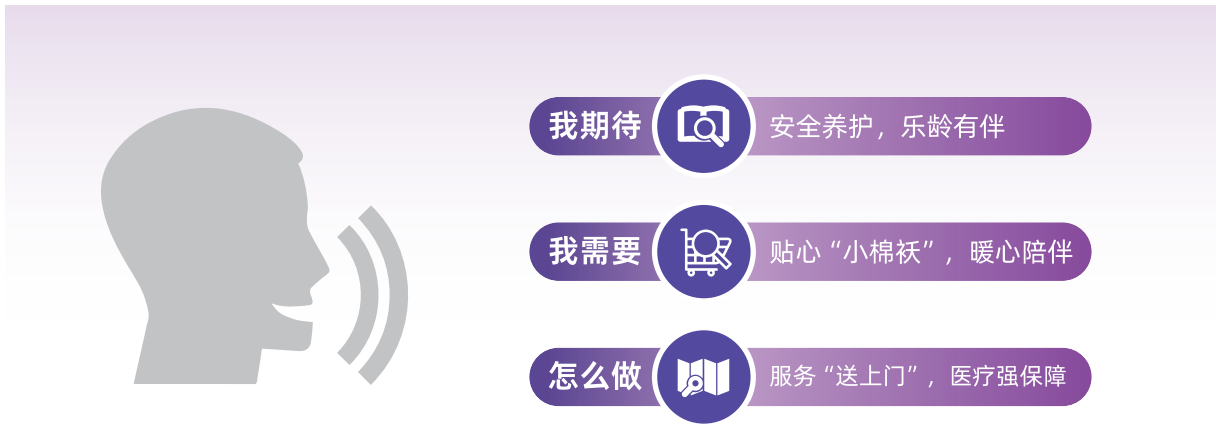 我期待 安全养护，乐龄有伴
我需要 贴心“小棉袄”，暖心陪伴
怎么做 服务“送上门”，医疗强保障